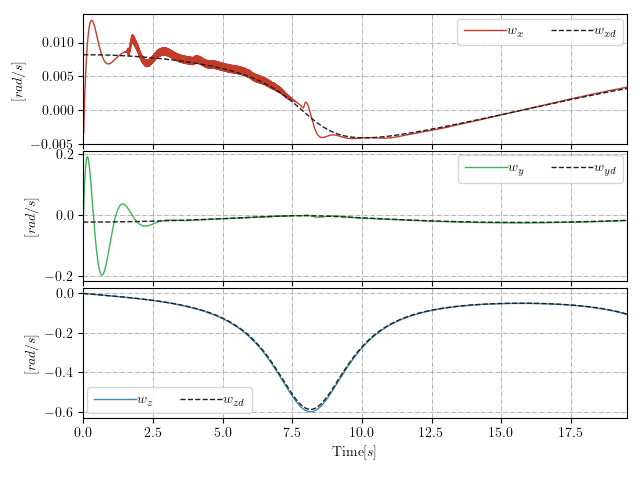 w_x w_xd
0.010
0.005
0.000
−0.005
[rad/s]
w_y w_yd
0.2
0.0
−0.2
[rad/s]
0.0
−0.2
−0.4
−0.6
[rad/s]
w_z w_zd
0.0 2.5 5.0 7.5 10.0 12.5 15.0 17.5
Time[s]